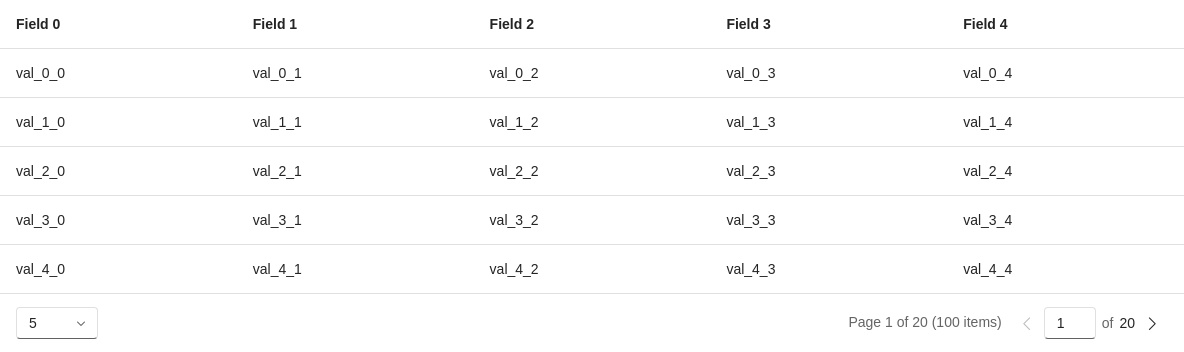 Field 0 Field 1 Field 2 Field 3 Field 4
val_0_0 val_0_1 val_0_2 val_0_3 val_0_4
val_1_0 val_1_1 val_1_2 val_1_3 val_1_4
val_2_0 val_2_1 val_2_2 val_2_3 val_2_4
val_3_0 val_3_1 val_3_2 val_3_3 val_3_4
val_4_0 val_4_1 val_4_2 val_4_3 val_4_4
5 Page 1 of 20 (100 items) 1 of 20